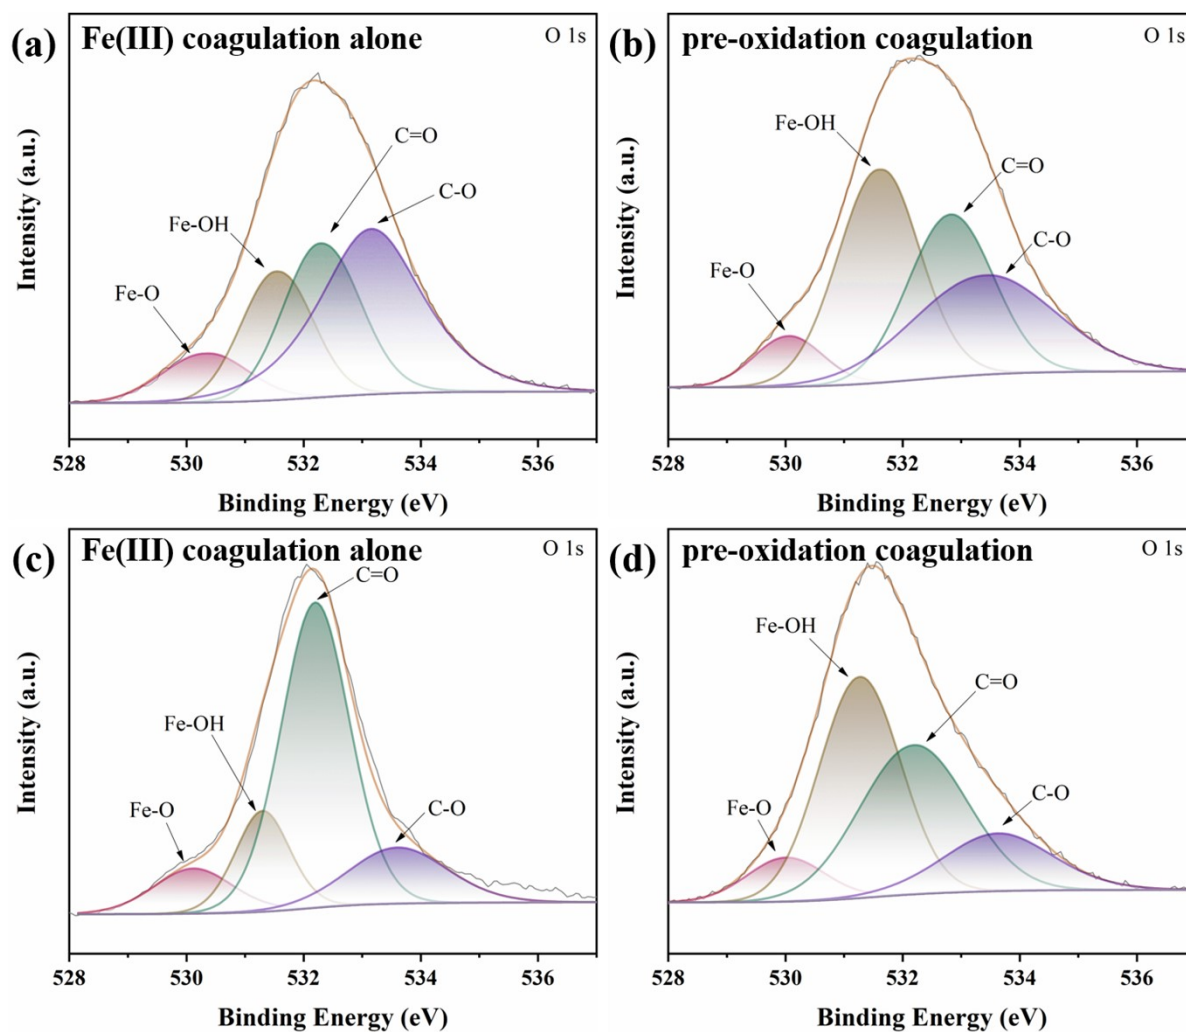 (a) Fe(III) coagulation alone O 1s
C=O
C-O
Fe-OH
Fe-O
Intensity (a.u.)
528 530 532 534 536
Binding Energy (eV)
(b) pre-oxidation coagulation O 1s
Fe-OH
C=O
C-O
Fe-O
Intensity (a.u.)
528 530 532 534 536
Binding Energy (eV)
(c) Fe(III) coagulation alone O 1s
C=O
Fe-OH
Fe-O
C-O
Intensity (a.u.)
528 530 532 534 536
Binding Energy (eV)
(d) pre-oxidation coagulation O 1s
Fe-OH
C=O
Fe-O
C-O
Intensity (a.u.)
528 530 532 534 536
Binding Energy (eV)